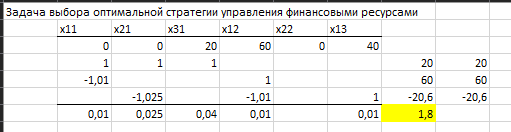 Задача выбора оптимальной стратегии управления финансовыми ресурсами
x11 x21 x31 x12 x22 x13
0 0 20 60 0 40
1 1 1 20 20
-1,01 1 60 60
-1,025 -1,01 1 -20,6 -20,6
0,01 0,025 0,04 0,01 0,01 1,8